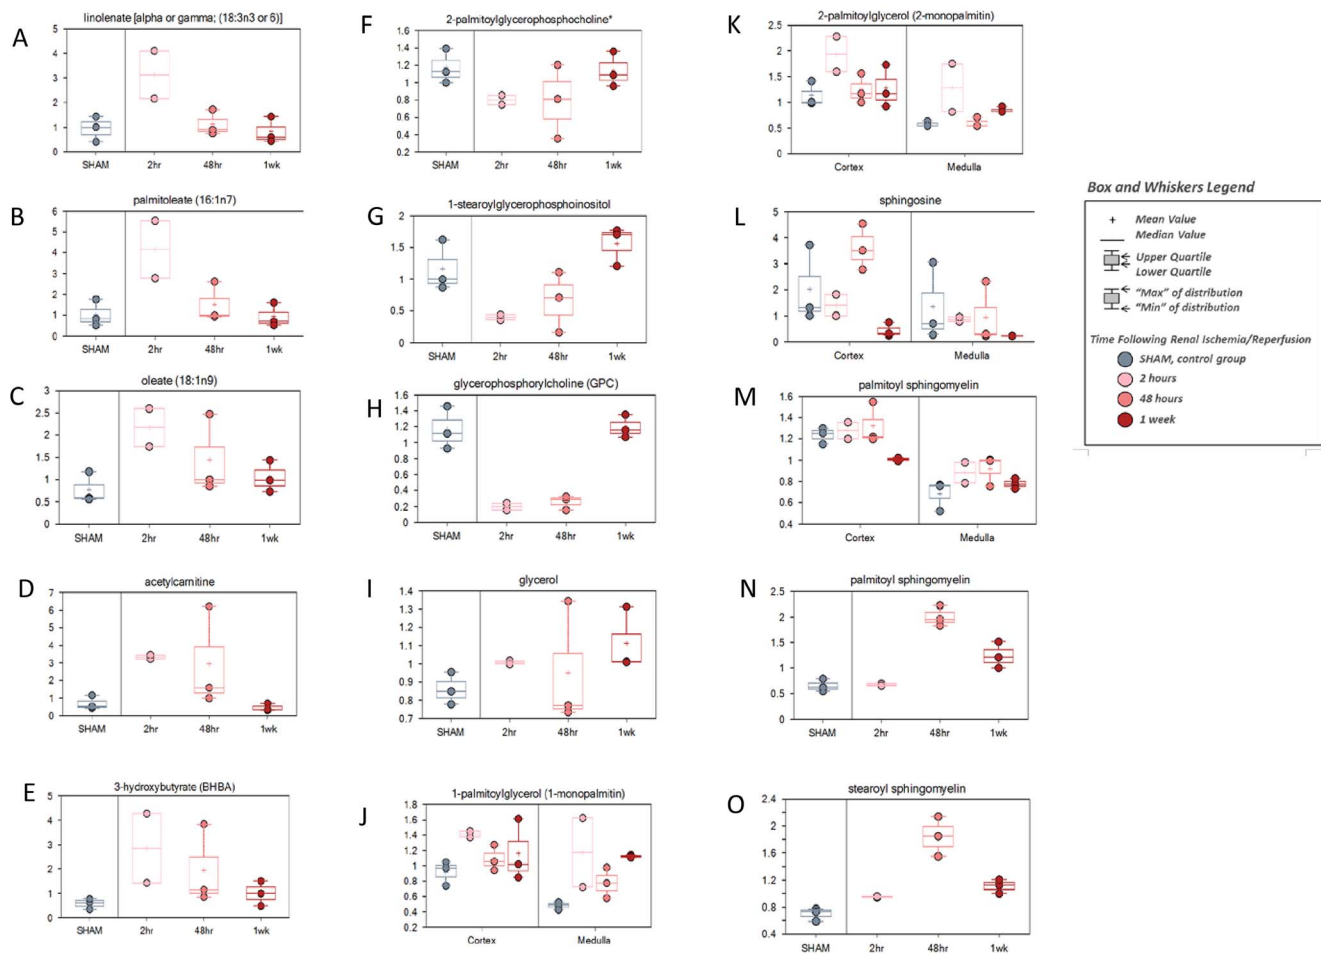 A
linolenate [alpha or gamma; (18:3n3 or 6)]
5
4
3
2
1
0
SHAM 2hr 48hr 1wk
B
palmitoleate (16:1n7)
6
5
4
3
2
1
0
SHAM 2hr 48hr 1wk
C
oleate (18:1n9)
3
2.5
2
1.5
1
0.5
0
SHAM 2hr 48hr 1wk
D
acetylcarnitine
7
6
5
4
3
2
1
0
SHAM 2hr 48hr 1wk
E
3-hydroxybutyrate (BHBA)
5
4
3
2
1
0
SHAM 2hr 48hr 1wk
F
2-palmitoylglycerophosphocholine*
1.6
1.4
1.2
1
0.8
0.6
0.4
0.2
SHAM 2hr 48hr 1wk
G
1-stearoylglycerophosphoinositol
2
1.5
1
0.5
0
SHAM 2hr 48hr 1wk
H
glycerophosphorylcholine (GPC)
1.6
1.4
1.2
1
0.8
0.6
0.4
0.2
0
SHAM 2hr 48hr 1wk
I
glycerol
1.4
1.3
1.2
1.1
1
0.9
0.8
0.7
SHAM 2hr 48hr 1wk
J
1-palmitoylglycerol (1-monopalmitin)
1.8
1.6
1.4
1.2
1
0.8
0.6
0.4
0.2
Cortex Medulla
K
2-palmitoylglycerol (2-monopalmitin)
2.5
2
1.5
1
0.5
0
Cortex Medulla
L
sphingosine
5
4
3
2
1
0
Cortex Medulla
M
palmitoyl sphingomyelin
1.6
1.4
1.2
1
0.8
0.6
0.4
Cortex Medulla
N
palmitoyl sphingomyelin
2.5
2
1.5
1
0.5
0
SHAM 2hr 48hr 1wk
O
stearoyl sphingomyelin
2.4
2
1.6
1.2
0.8
0.4
SHAM 2hr 48hr 1wk
Box and Whiskers Legend
+ Mean Value
Median Value
Upper Quartile
Lower Quartile
“Max” of distribution
“Min” of distribution
Time Following Renal Ischemia/Reperfusion
SHAM, control group
2 hours
48 hours
1 week